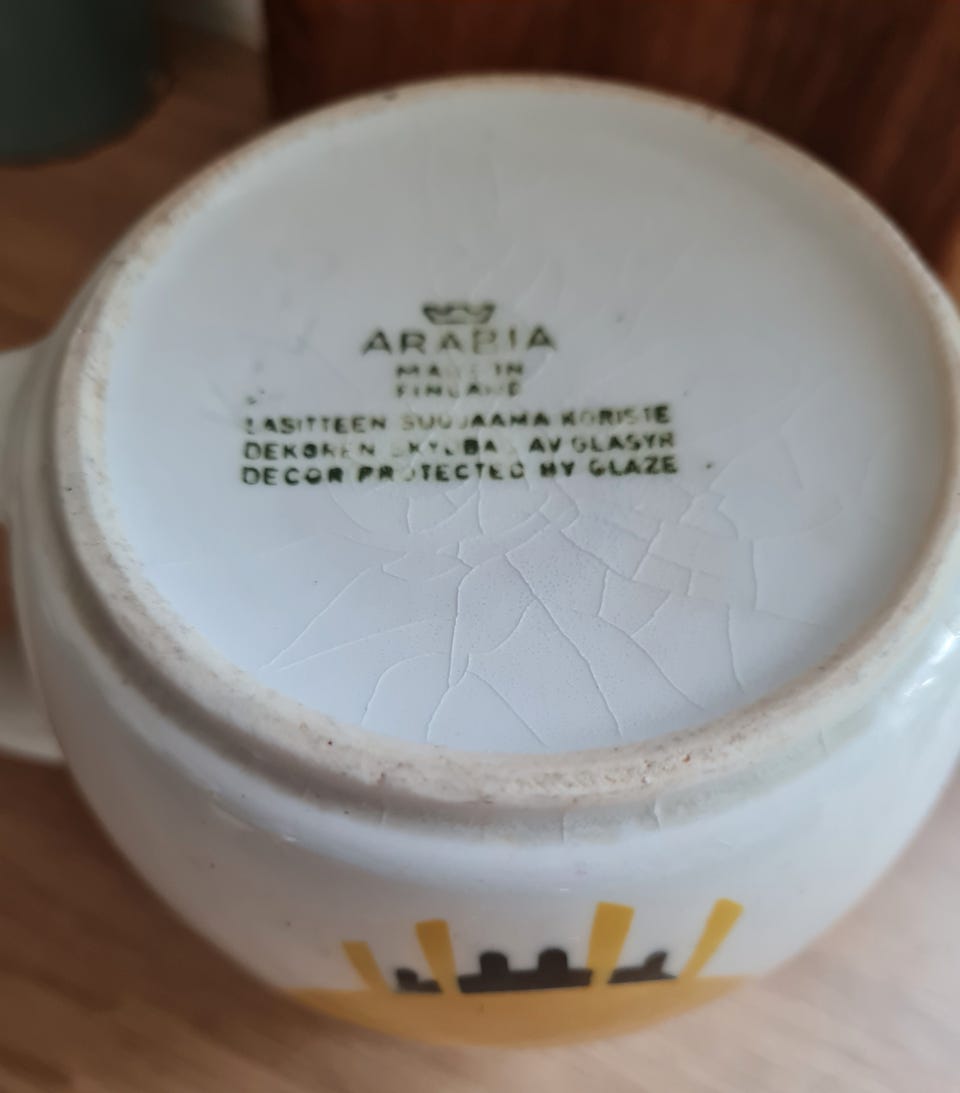 ARABIA
MADE IN
FINLAND
LASITTEEN SUOJAAMA KORISTE
DEKOREN SKYDDAD AV GLASYR
DECOR PROTECTED BY GLAZE